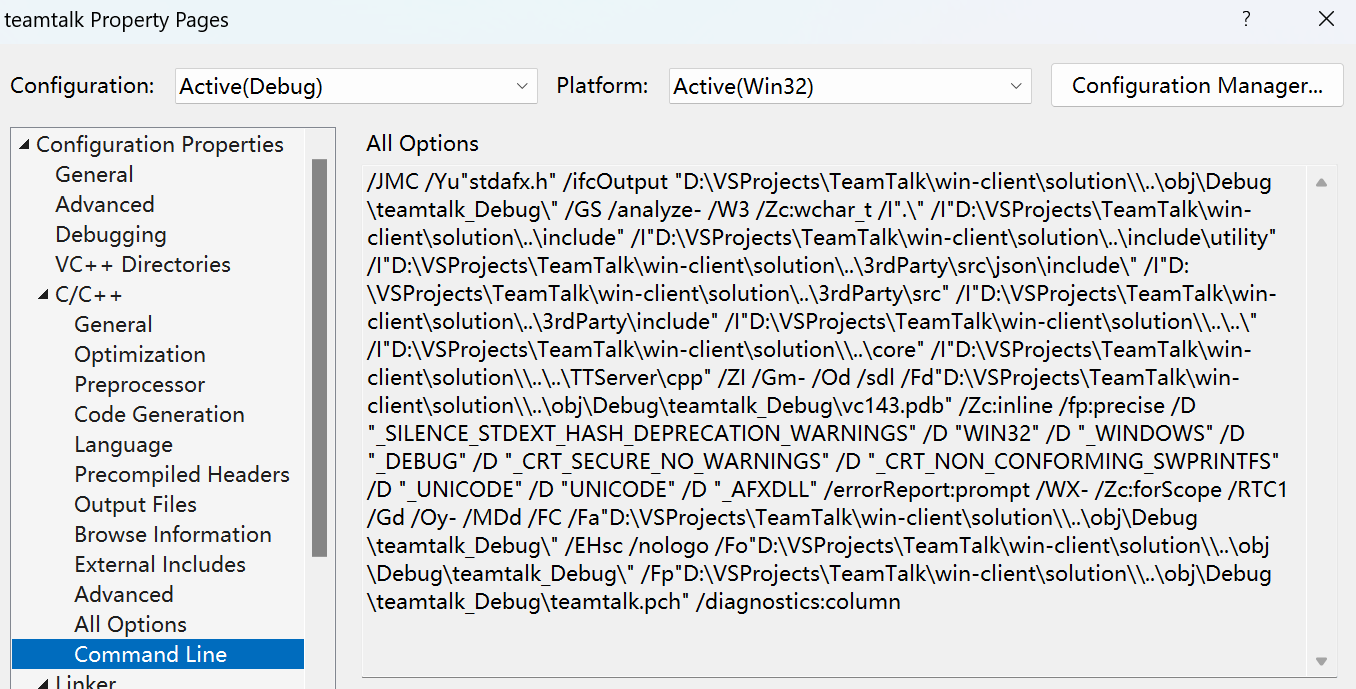 teamtalk Property Pages
?
Configuration:
Active(Debug)
Platform:
Active(Win32)
Configuration Manager...
Configuration Properties
General
Advanced
Debugging
VC++ Directories
C/C++
General
Optimization
Preprocessor
Code Generation
Language
Precompiled Headers
Output Files
Browse Information
External Includes
Advanced
All Options
Command Line
Linker
All Options
/JMC /Yu"stdafx.h" /ifcOutput "D:\VSProjects\TeamTalk\win-client\solution\\..\obj\Debug
\teamtalk_Debug\" /GS /analyze- /W3 /Zc:wchar_t /I".\" /I"D:\VSProjects\TeamTalk\win-
client\solution\..\include" /I"D:\VSProjects\TeamTalk\win-client\solution\..\include\utility"
/I"D:\VSProjects\TeamTalk\win-client\solution\..\3rdParty\src\json\include\" /I"D:
\VSProjects\TeamTalk\win-client\solution\..\3rdParty\src" /I"D:\VSProjects\TeamTalk\win-
client\solution\..\3rdParty\include" /I"D:\VSProjects\TeamTalk\win-client\solution\\..\..\"
/I"D:\VSProjects\TeamTalk\win-client\solution\\..\core" /I"D:\VSProjects\TeamTalk\win-
client\solution\\..\..\TTServer\cpp" /ZI /Gm- /Od /sdl /Fd"D:\VSProjects\TeamTalk\win-
client\solution\\..\obj\Debug\teamtalk_Debug\vc143.pdb" /Zc:inline /fp:precise /D
"_SILENCE_STDEXT_HASH_DEPRECATION_WARNINGS" /D "WIN32" /D "_WINDOWS" /D
"_DEBUG" /D "_CRT_SECURE_NO_WARNINGS" /D "_CRT_NON_CONFORMING_SWPRINTFS"
/D "_UNICODE" /D "UNICODE" /D "_AFXDLL" /errorReport:prompt /WX- /Zc:forScope /RTC1
/Gd /Oy- /MDd /FC /Fa"D:\VSProjects\TeamTalk\win-client\solution\\..\obj\Debug
\teamtalk_Debug\" /EHsc /nologo /Fo"D:\VSProjects\TeamTalk\win-client\solution\\..\obj
\Debug\teamtalk_Debug\" /Fp"D:\VSProjects\TeamTalk\win-client\solution\\..\obj\Debug
\teamtalk_Debug\teamtalk.pch" /diagnostics:column